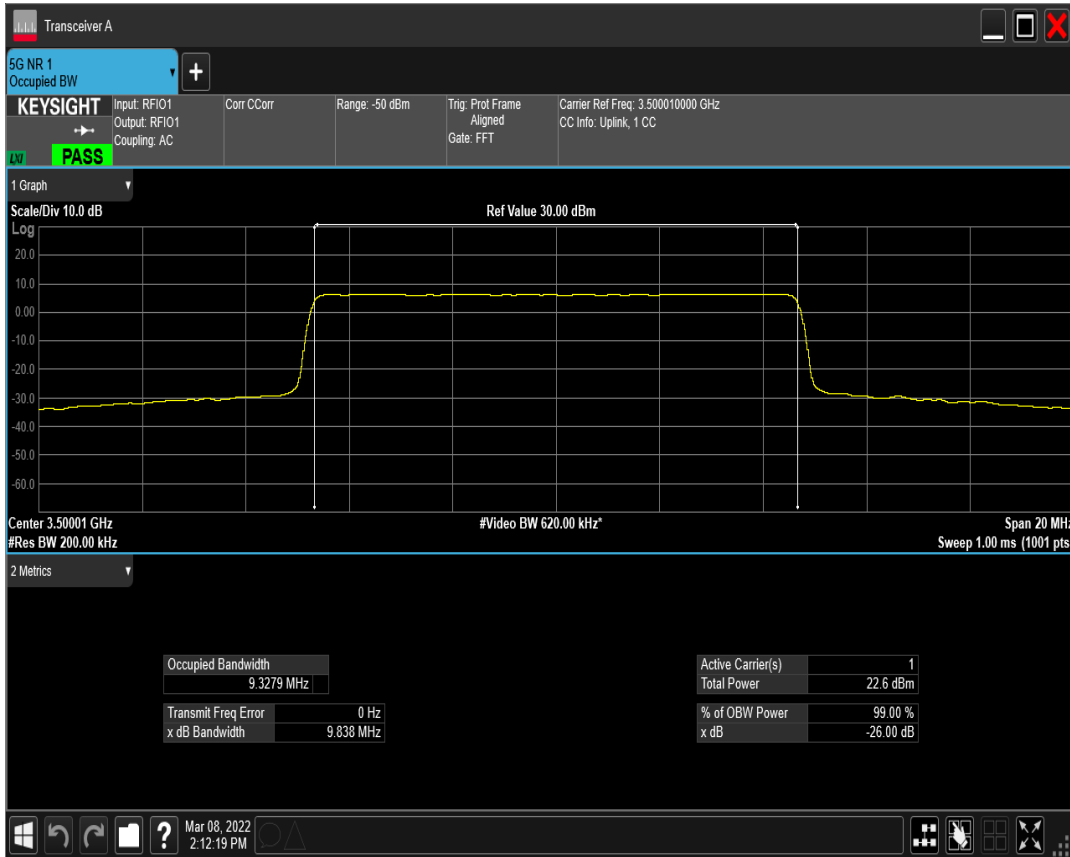 Transceiver A
5G NR 1
Occupied BW
KEYSIGHT
Input: RFIO1
Output: RFIO1
Coupling: AC
Corr CCorr
Range: -50 dBm
Trig: Prot Frame
Aligned
Gate: FFT
Carrier Ref Freq: 3.500010000 GHz
CC Info: Uplink, 1 CC
LXI
PASS
1 Graph
Scale/Div 10.0 dB
Ref Value 30.00 dBm
Log
20.0
10.0
0.00
-10.0
-20.0
-30.0
-40.0
-50.0
-60.0
Center 3.50001 GHz
#Video BW 620.00 kHz*
Span 20 MHz
#Res BW 200.00 kHz
Sweep 1.00 ms (1001 pts
2 Metrics
Occupied Bandwidth
9.3279 MHz
Transmit Freq Error 0 Hz
x dB Bandwidth 9.838 MHz
Active Carrier(s) 1
Total Power 22.6 dBm
% of OBW Power 99.00 %
x dB -26.00 dB
?
Mar 08, 2022
2:12:19 PM